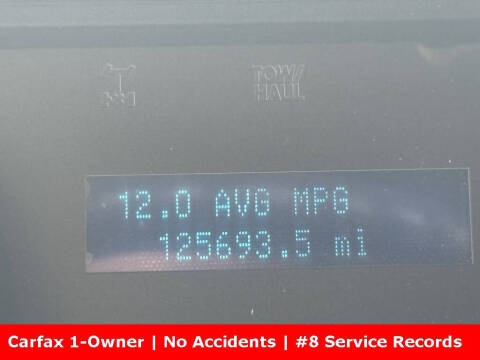 TOW/
HAUL
12.0 AVG MPG
125693.5 mi
Carfax 1-Owner | No Accidents | #8 Service Records